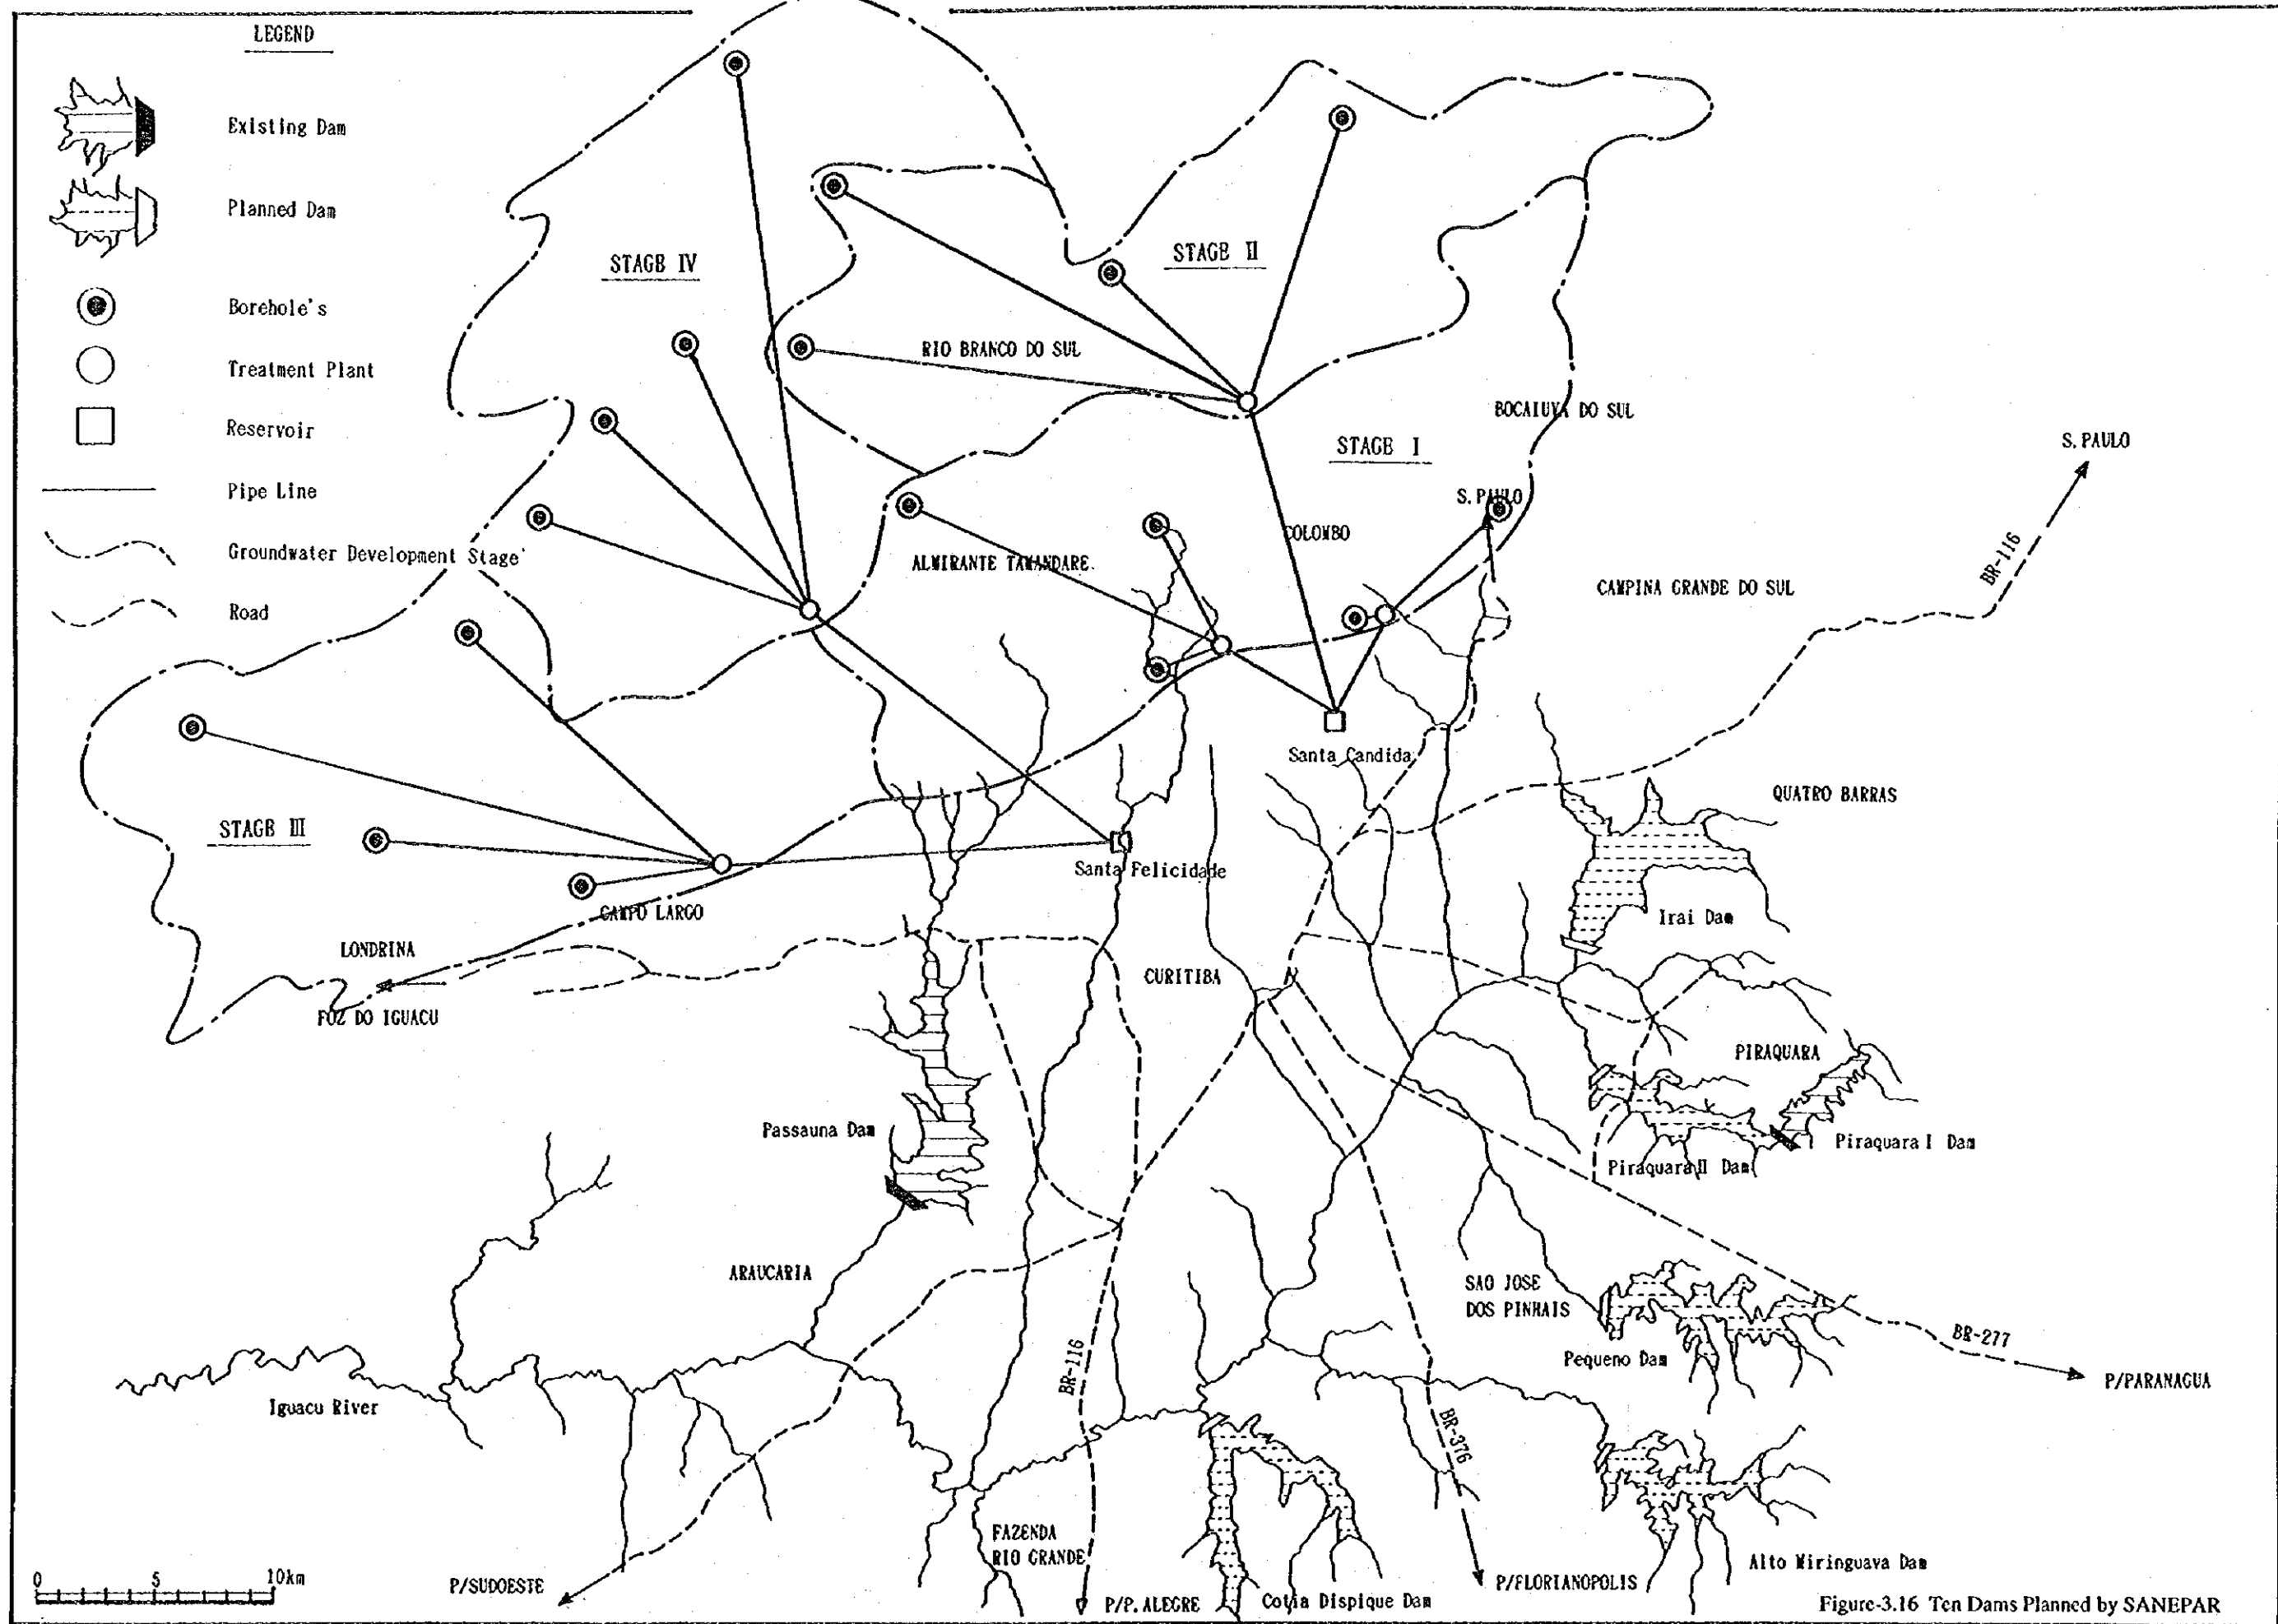 LEGEND
Existing Dam
Planned Dam
Borehole's
Treatment Plant
Reservoir
Pipe Line
Groundwater Development Stage
Road
STAGE IV
STAGE II
RIO BRANCO DO SUL
BOCAIUVA DO SUL
STAGE I
S. PAULO
S. PAULO
COLOMBO
ALMIRANTE TAMANDARE
BR-116
CAMPINA GRANDE DO SUL
Santa Candida
QUATRO BARRAS
STAGE III
Santa Felicidade
CAMPO LARGO
Irai Dam
LONDRINA
CURITIBA
FOZ DO IGUACU
PIRAQUARA
Passauna Dam
Piraquara I Dam
Piraquara II Dam
ARAUCARIA
SAO JOSE
DOS PINHAIS
BR-277
Pequeno Dam
P/PARANAGUA
BR-116
Iguacu River
BR-376
FAZENDA
RIO GRANDE
Alto Miringuava Dam
0 5 10km
P/SUDOESTE
P/P. ALEGRE
Cotia Dispique Dam
P/FLORIANOPOLIS
Figure-3.16 Ten Dams Planned by SANEPAR